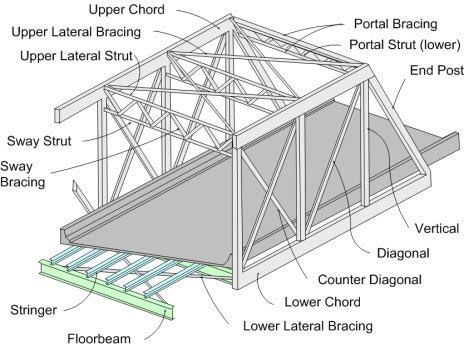 Upper Chord
Upper Lateral Bracing
Upper Lateral Strut
Portal Bracing
Portal Strut (lower)
End Post
Sway Strut
Sway
Bracing
Vertical
Diagonal
Counter Diagonal
Lower Chord
Lower Lateral Bracing
Stringer
Floorbeam